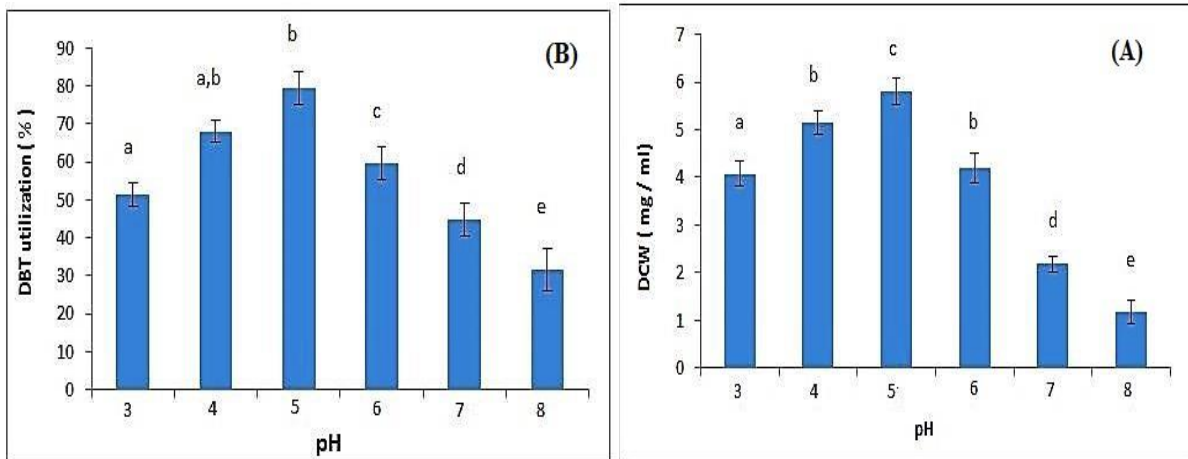 (B)
DBT utilization ( % )
90
80
70
60
50
40
30
20
10
0
a
a,b
b
c
d
e
3 4 5 6 7 8
pH
(A)
DCW ( mg / ml )
7
6
5
4
3
2
1
0
a
b
c
b
d
e
3 4 5 6 7 8
pH